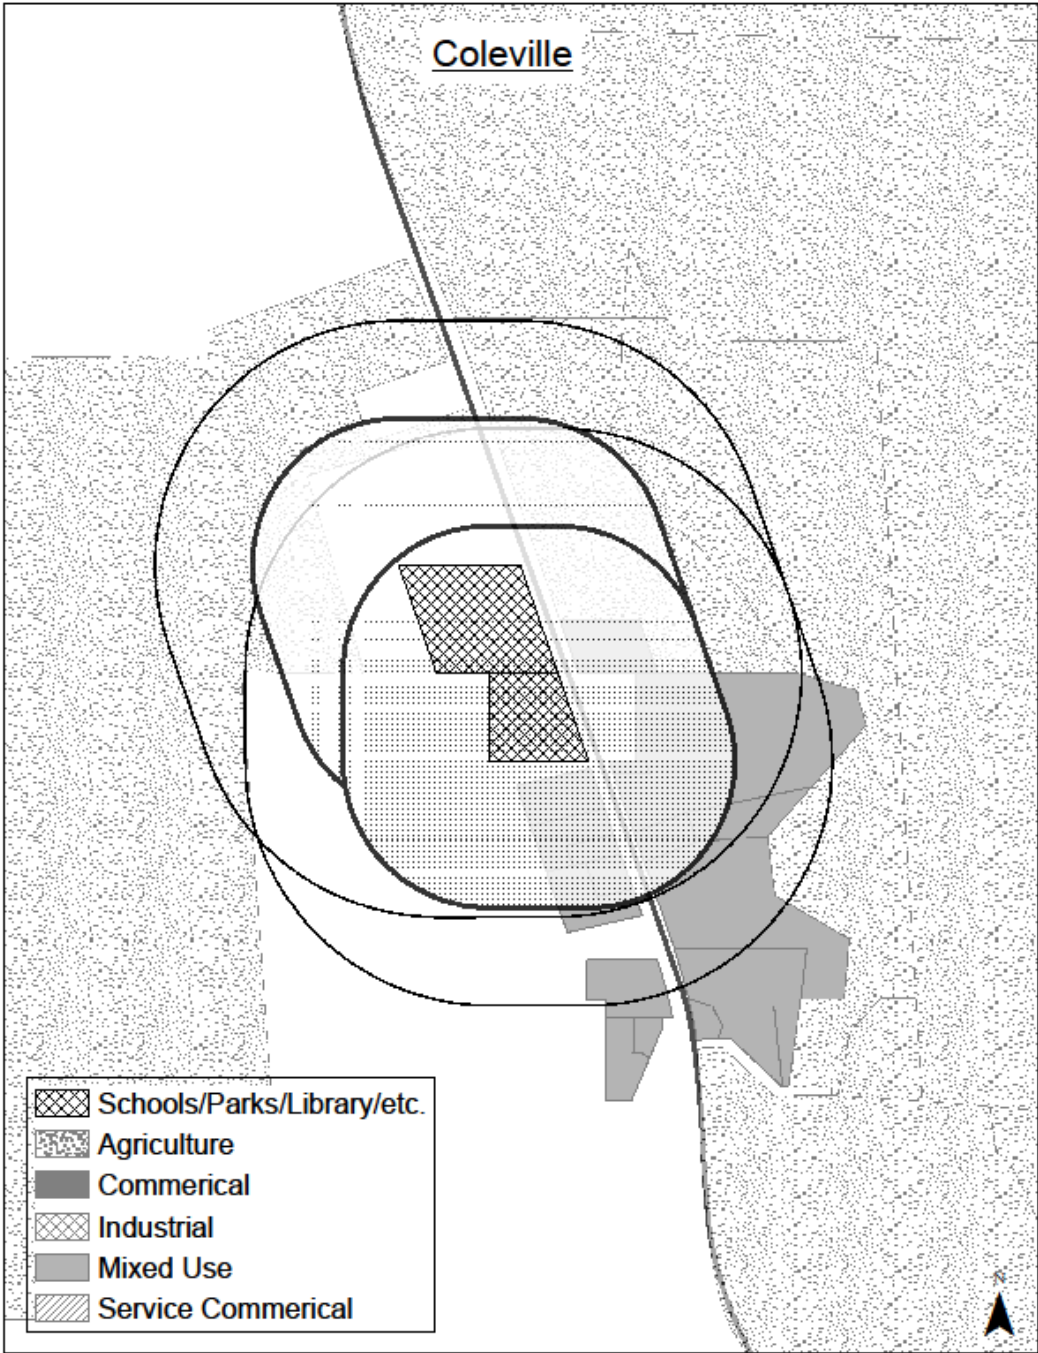 Coleville
Schools/Parks/Library/etc.
Agriculture
Commerical
Industrial
Mixed Use
Service Commerical
N